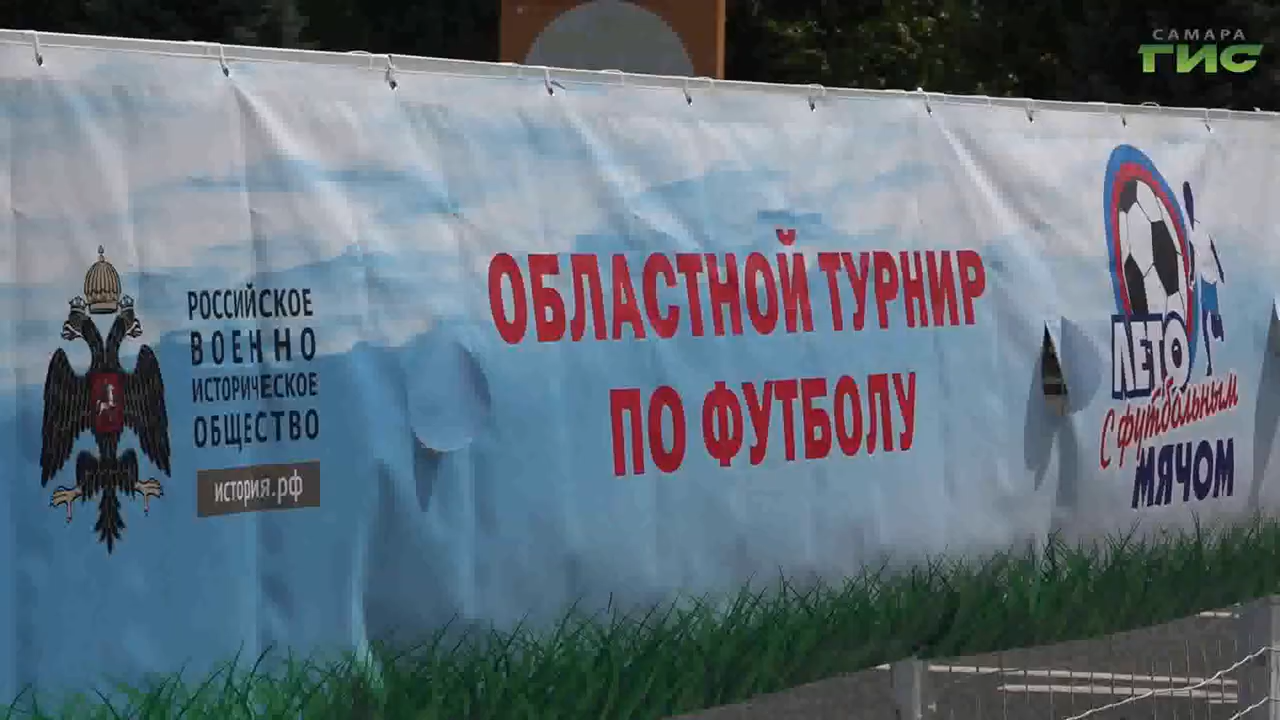 САМАРА
ГИС
РОССИЙСКОЕ
ВОЕННО
ИСТОРИЧЕСКОЕ
ОБЩЕСТВО
история.рф
ОБЛАСТНОЙ ТУРНИР
ПО ФУТБОЛУ
ЛЕТО
С футбольным
МЯЧОМ